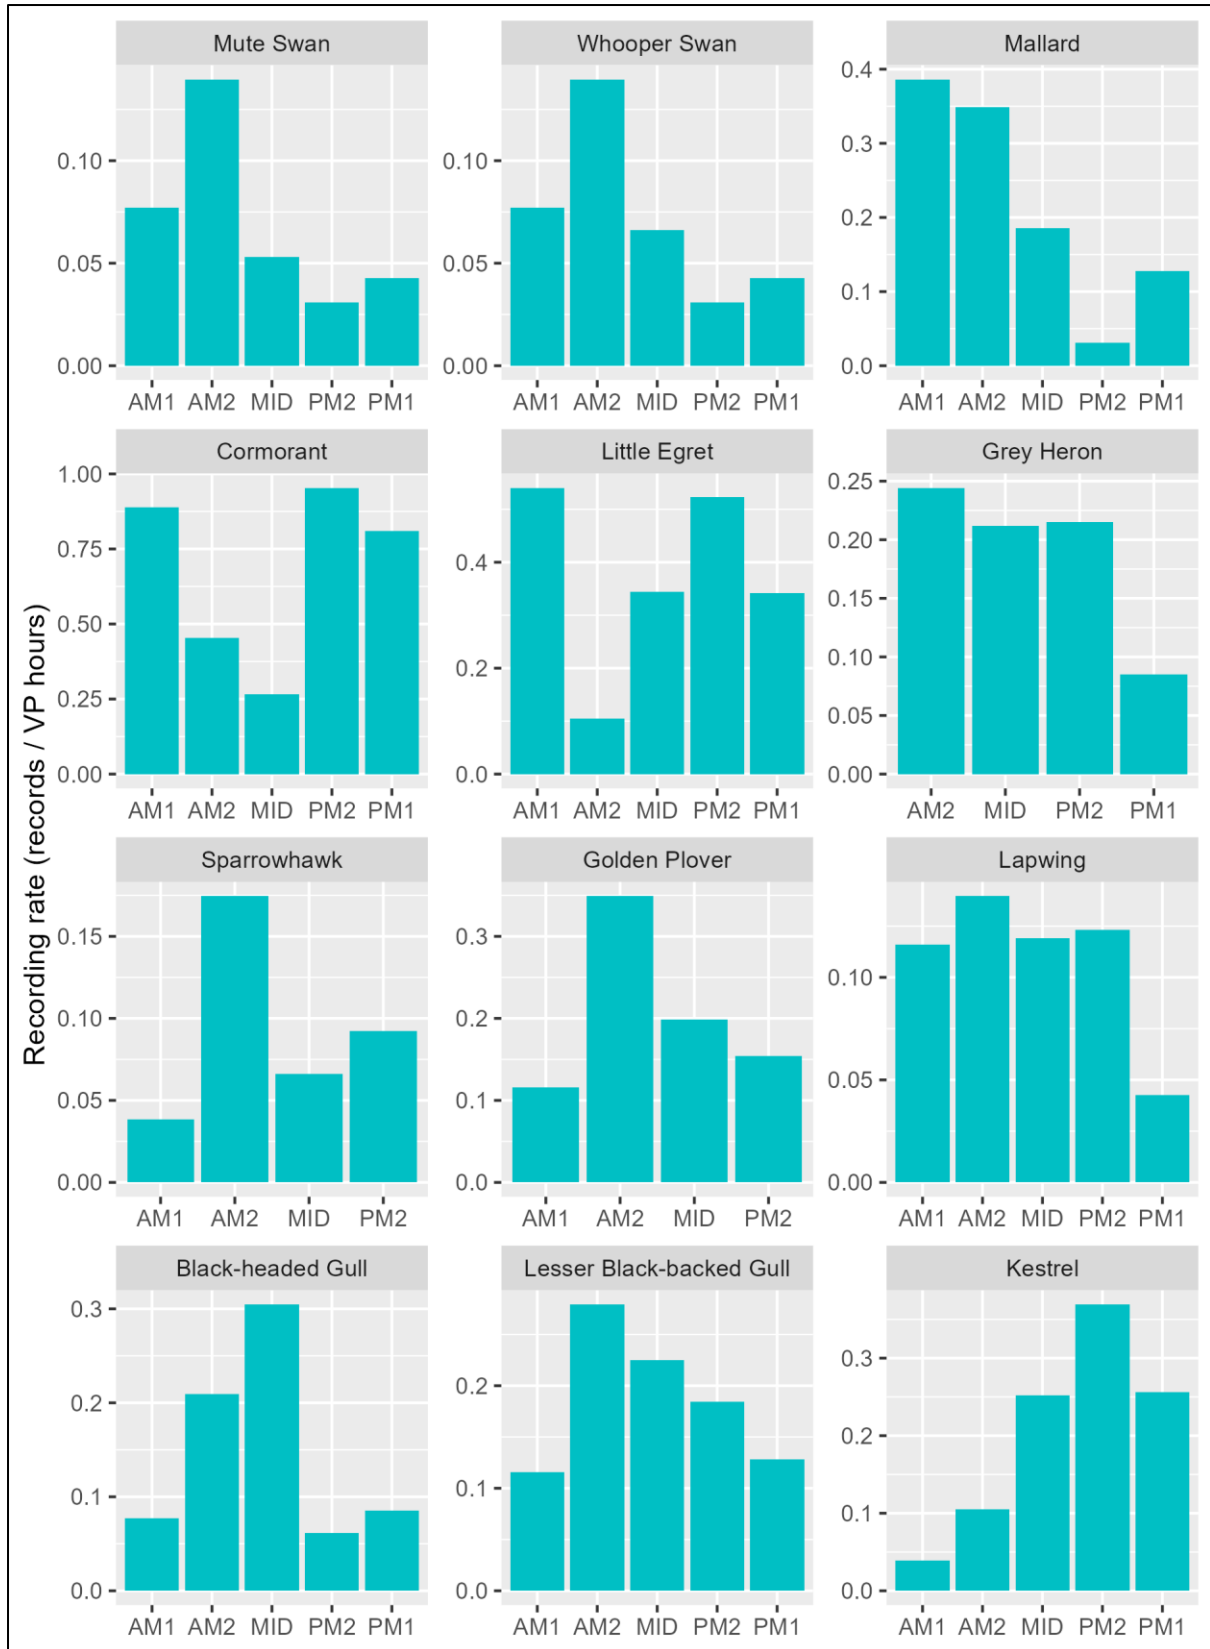 Recording rate (records / VP hours)
Mute Swan
0.10
0.05
0.00
AM1 AM2 MID PM2 PM1
Whooper Swan
0.10
0.05
0.00
AM1 AM2 MID PM2 PM1
Mallard
0.4
0.3
0.2
0.1
0.0
AM1 AM2 MID PM2 PM1
Cormorant
1.00
0.75
0.50
0.25
0.00
AM1 AM2 MID PM2 PM1
Little Egret
0.4
0.2
0.0
AM1 AM2 MID PM2 PM1
Grey Heron
0.25
0.20
0.15
0.10
0.05
0.00
AM2 MID PM2 PM1
Sparrowhawk
0.15
0.10
0.05
0.00
AM1 AM2 MID PM2
Golden Plover
0.3
0.2
0.1
0.0
AM1 AM2 MID PM2
Lapwing
0.10
0.05
0.00
AM1 AM2 MID PM2 PM1
Black-headed Gull
0.3
0.2
0.1
0.0
AM1 AM2 MID PM2 PM1
Lesser Black-backed Gull
0.2
0.1
0.0
AM1 AM2 MID PM2 PM1
Kestrel
0.3
0.2
0.1
0.0
AM1 AM2 MID PM2 PM1